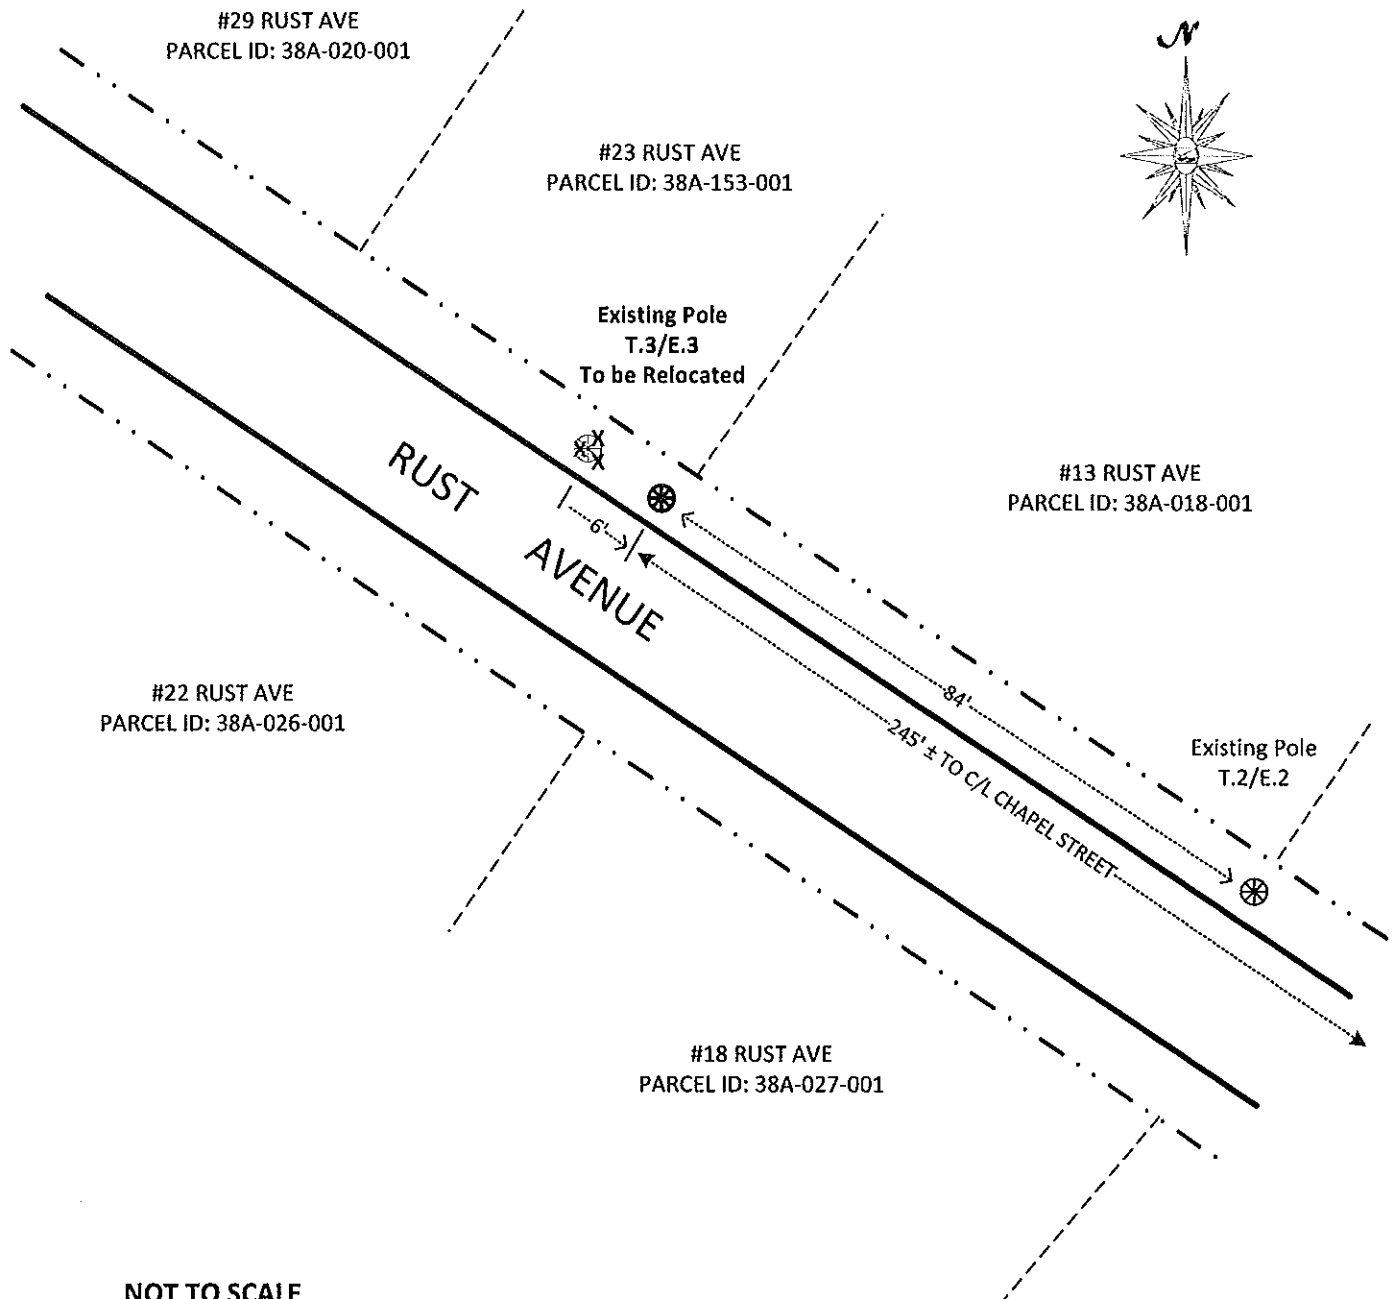 #29 RUST AVE
PARCEL ID: 38A-020-001
N
#23 RUST AVE
PARCEL ID: 38A-153-001
Existing Pole
T.3/E.3
To be Relocated
X
X
X
RUST
AVENUE
6'
#13 RUST AVE
PARCEL ID: 38A-018-001
84'
245' ± TO C/L CHAPEL STREET
#22 RUST AVE
PARCEL ID: 38A-026-001
Existing Pole
T.2/E.2
#18 RUST AVE
PARCEL ID: 38A-027-001
NOT TO SCALE